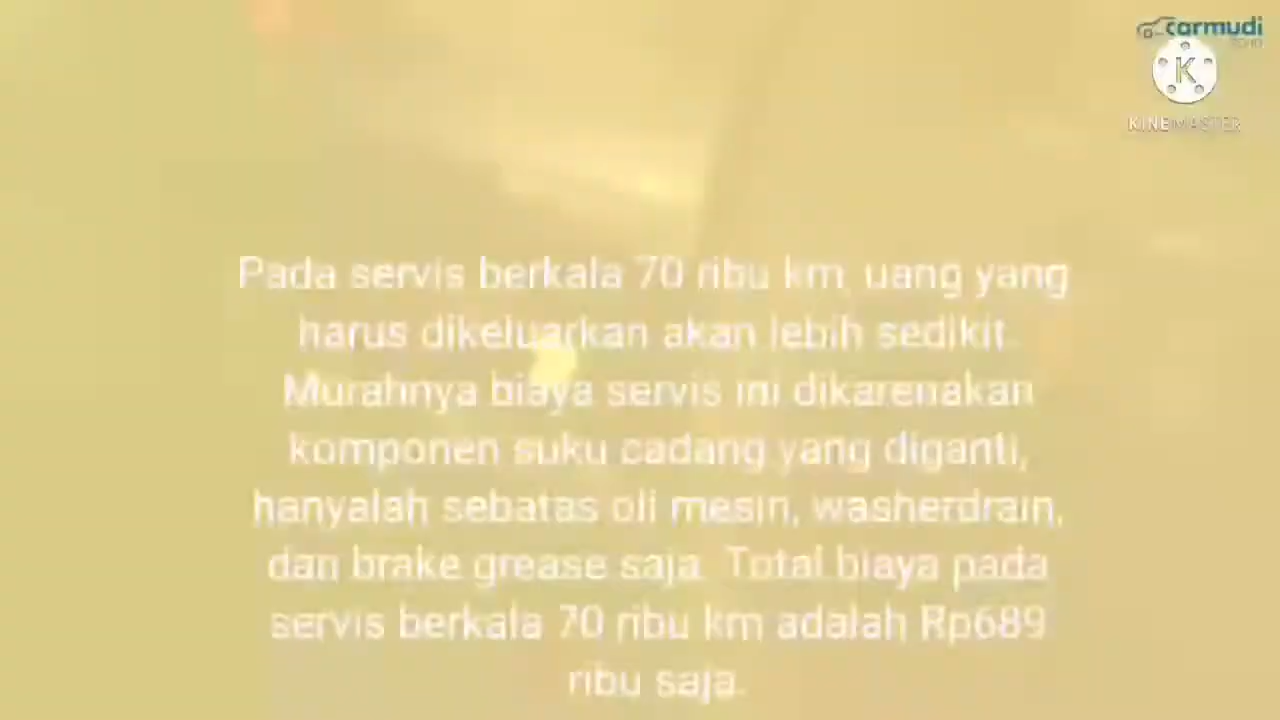 carmudi
KINEMASTER
Pada servis berkala 70 ribu km, uang yang
harus dikeluarkan akan lebih sedikit.
Murahnya biaya servis ini dikarenakan
komponen suku cadang yang diganti,
hanyalah sebatas oli mesin, washerdrain,
dan brake grease saja. Total biaya pada
servis berkala 70 ribu km adalah Rp689
ribu saja.